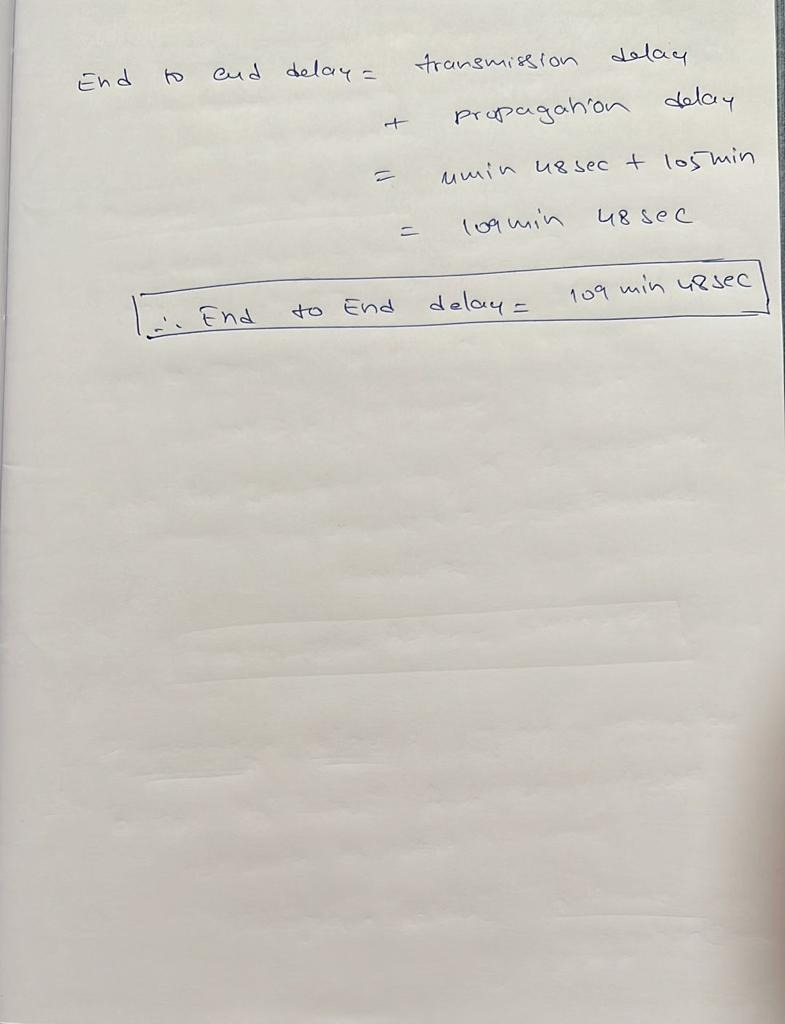 End to end delay = transmission delay
+ propagation delay
= 4min 48sec + 105min
= 109min 48sec
∴ End to End delay = 109 min 48sec